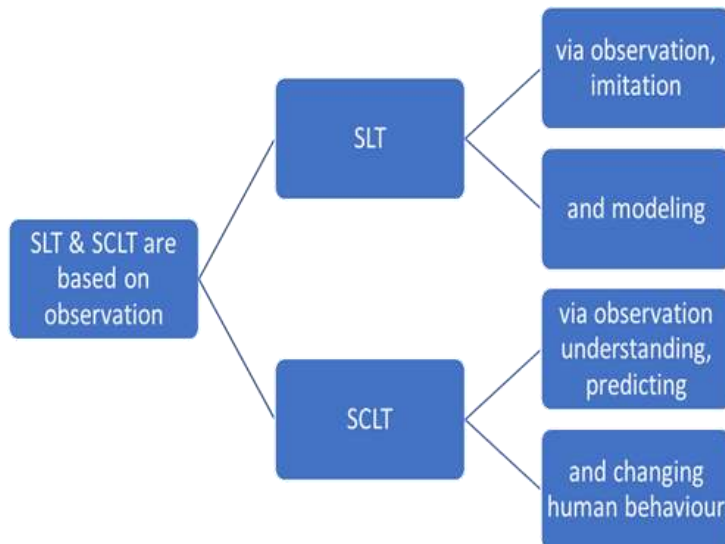 SLT & SCLT are
based on
observation
SLT
via observation,
imitation
and modeling
SCLT
via observation
understanding,
predicting
and changing
human behaviour